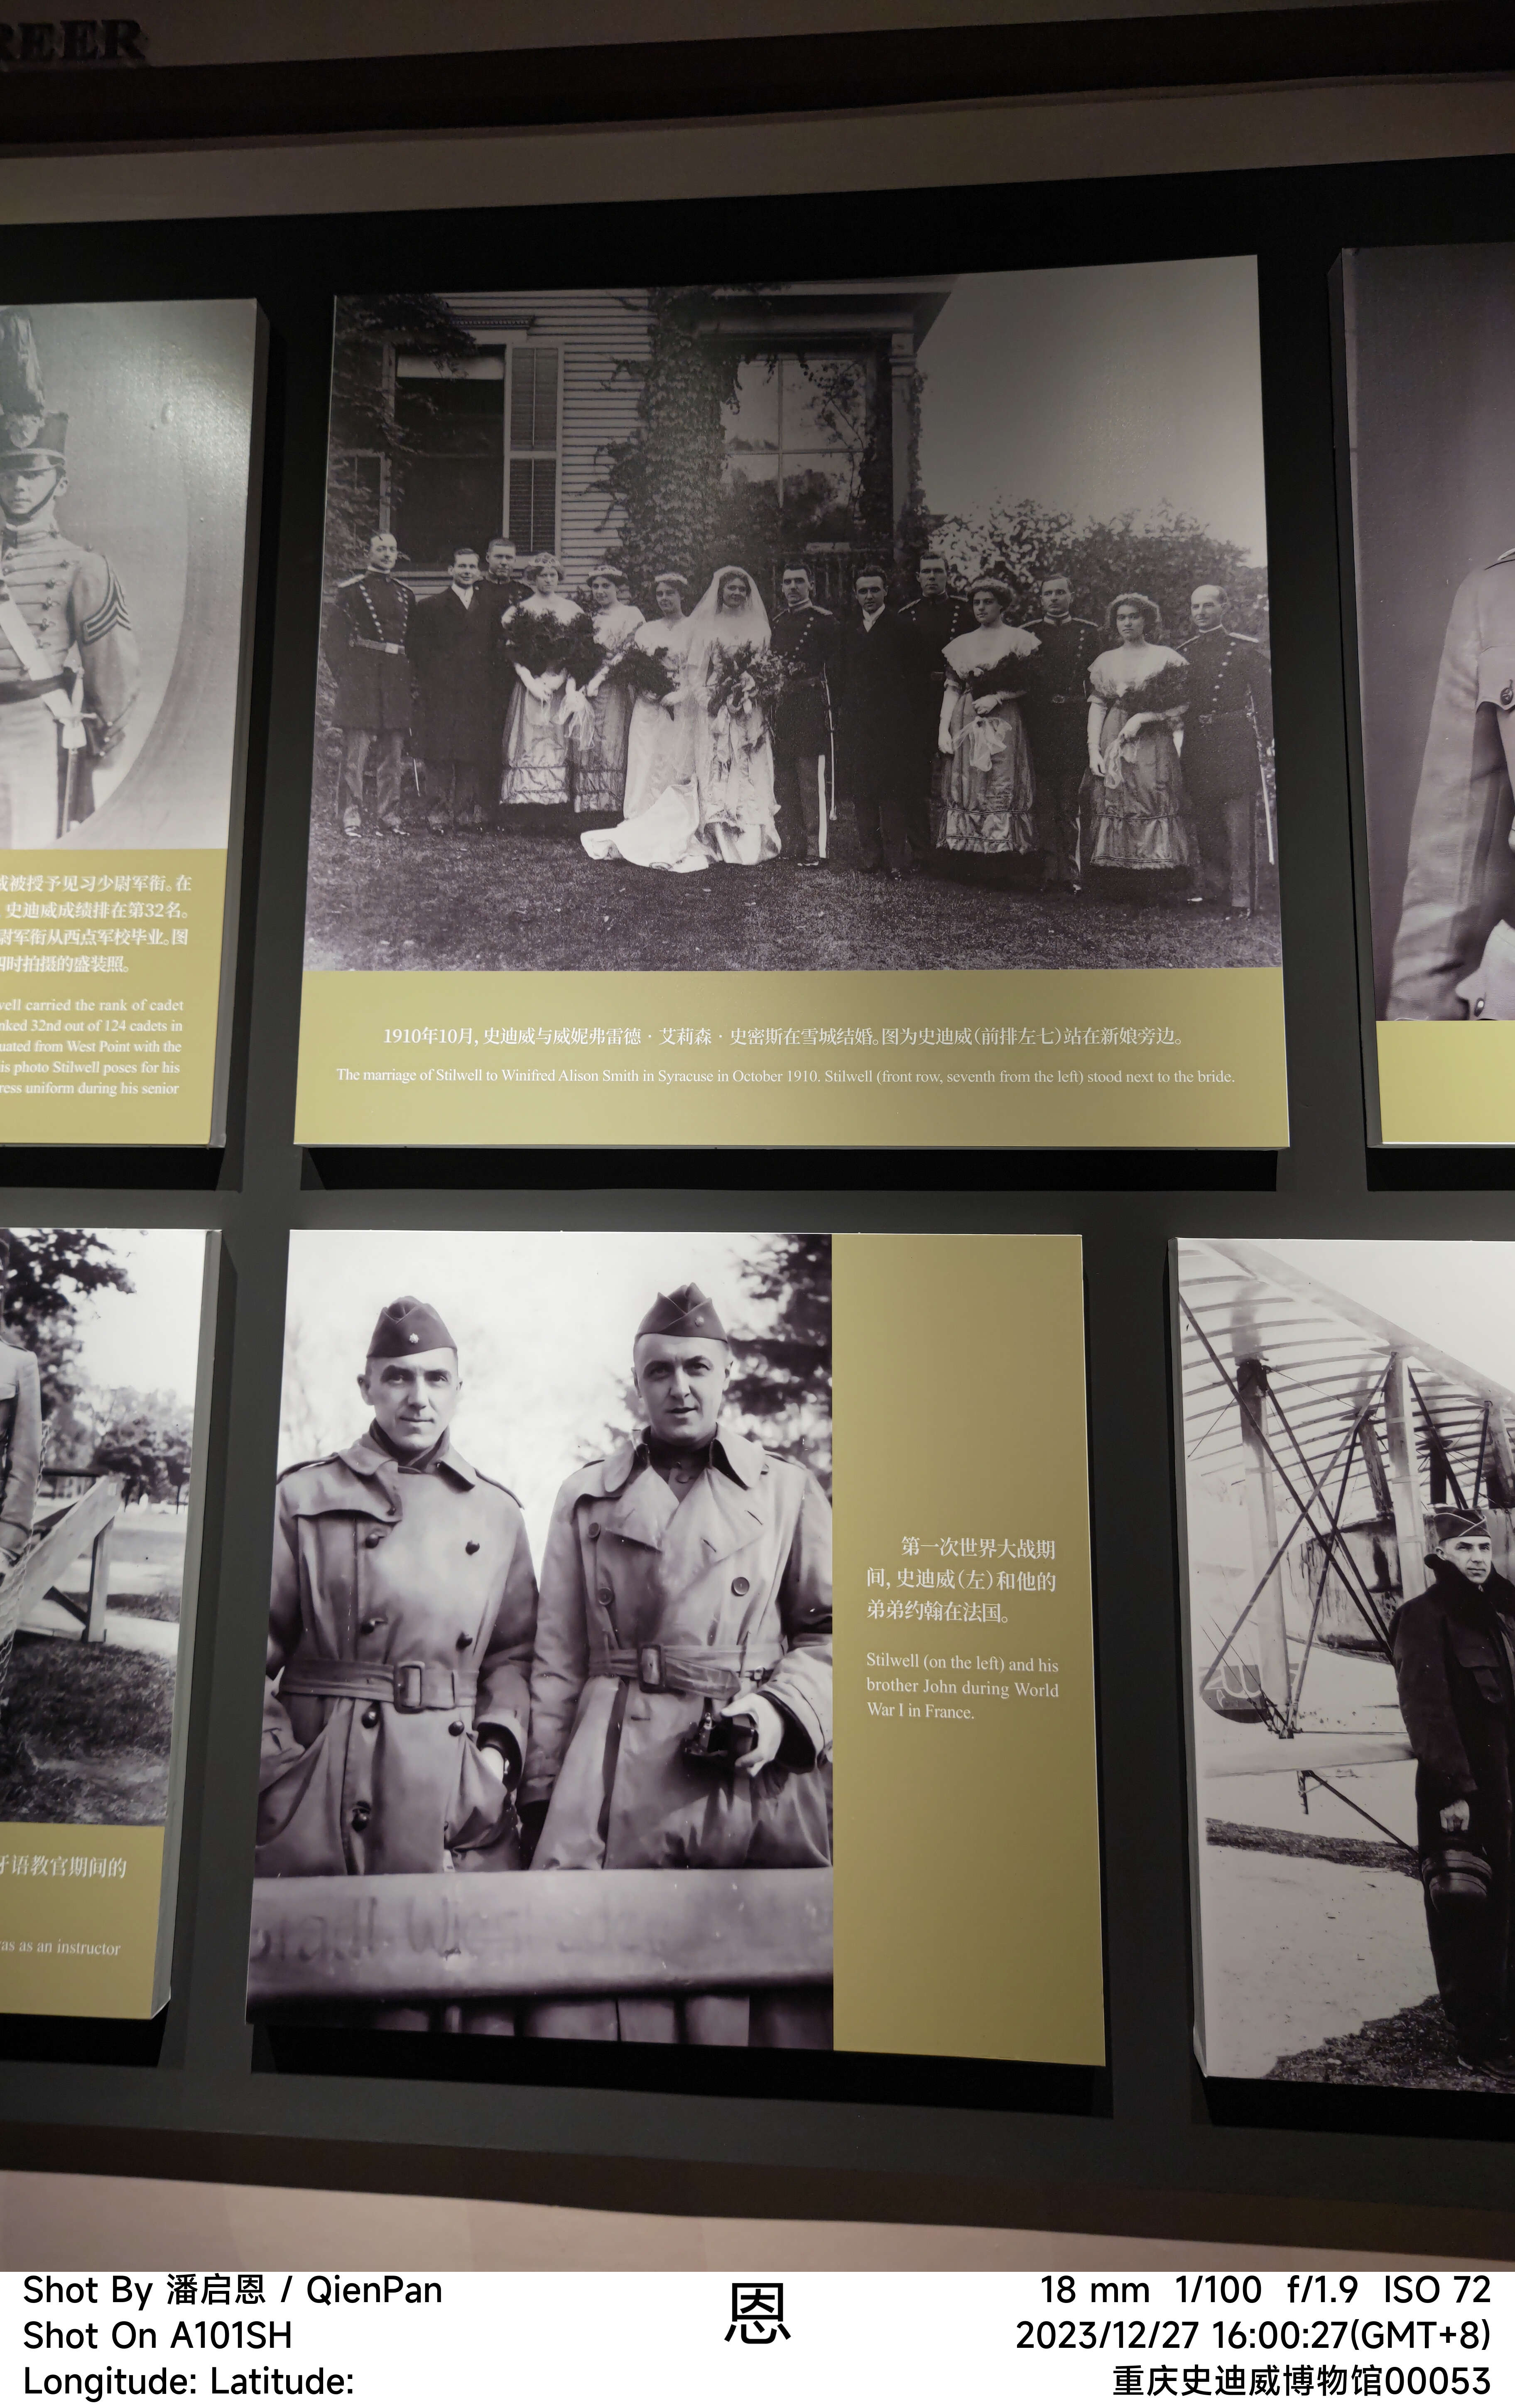 REER
威被授予见习少尉军衔。在
史迪威成绩排在第32名。
尉军衔从西点军校毕业。图
时拍摄的盛装照。
well carried the rank of cadet
nked 32nd out of 124 cadets in
uated from West Point with the
is photo Stilwell poses for his
ress uniform during his senior
1910年10月,史迪威与威妮弗雷德·艾莉森·史密斯在雪城结婚。图为史迪威(前排左七)站在新娘旁边。
The marriage of Stilwell to Winifred Alison Smith in Syracuse in October 1910. Stilwell (front row, seventh from the left) stood next to the bride.
牙语教官期间的
as as an instructor
第一次世界大战期
间,史迪威(左)和他的
弟弟约翰在法国。
Stilwell (on the left) and his
brother John during World
War I in France.
Shot By 潘启恩 / QienPan
Shot On A101SH
Longitude: Latitude:
恩
18 mm 1/100 f/1.9 ISO 72
2023/12/27 16:00:27(GMT+8)
重庆史迪威博物馆00053